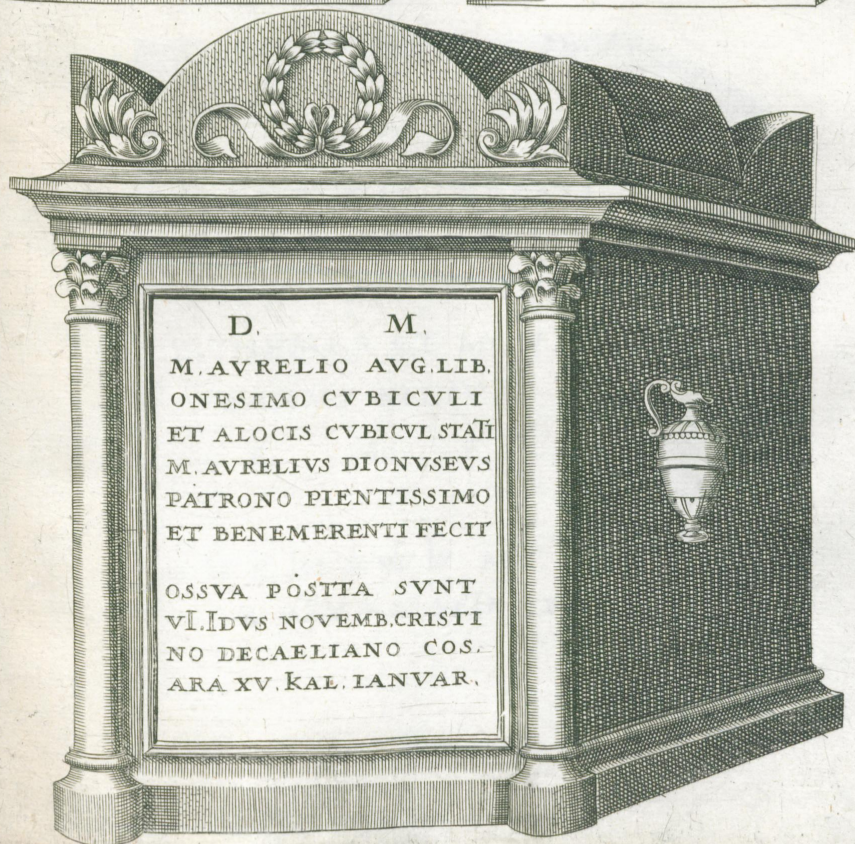 D. M.
M. AVRELIO AVG. LIB.
ONESIMO CVBICVLI
ET ALOCIS CVBICVL STATI
M. AVRELIVS DIONVSEVS
PATRONO PIENTISSIMO
ET BENEMERENTI FECIT
OSSVA POSITA SVNT
VI. IDVS NOVEMB. CRISTI
NO DECAELIANO COS.
ARA XV. KAL. IANVAR.